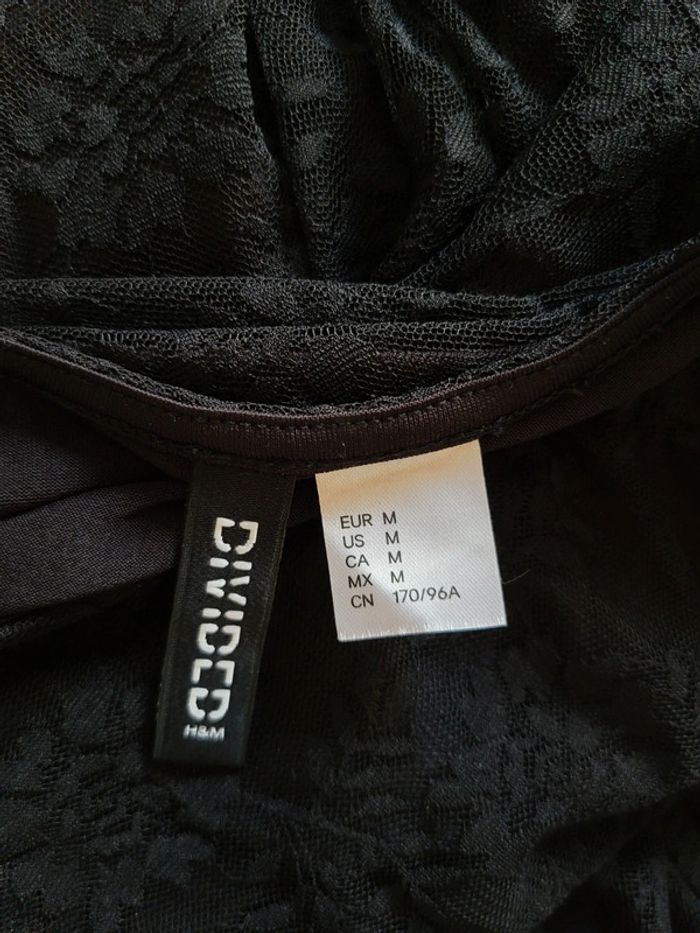 DIVIDED
H&M
EUR M
US M
CA M
MX M
CN 170/96A